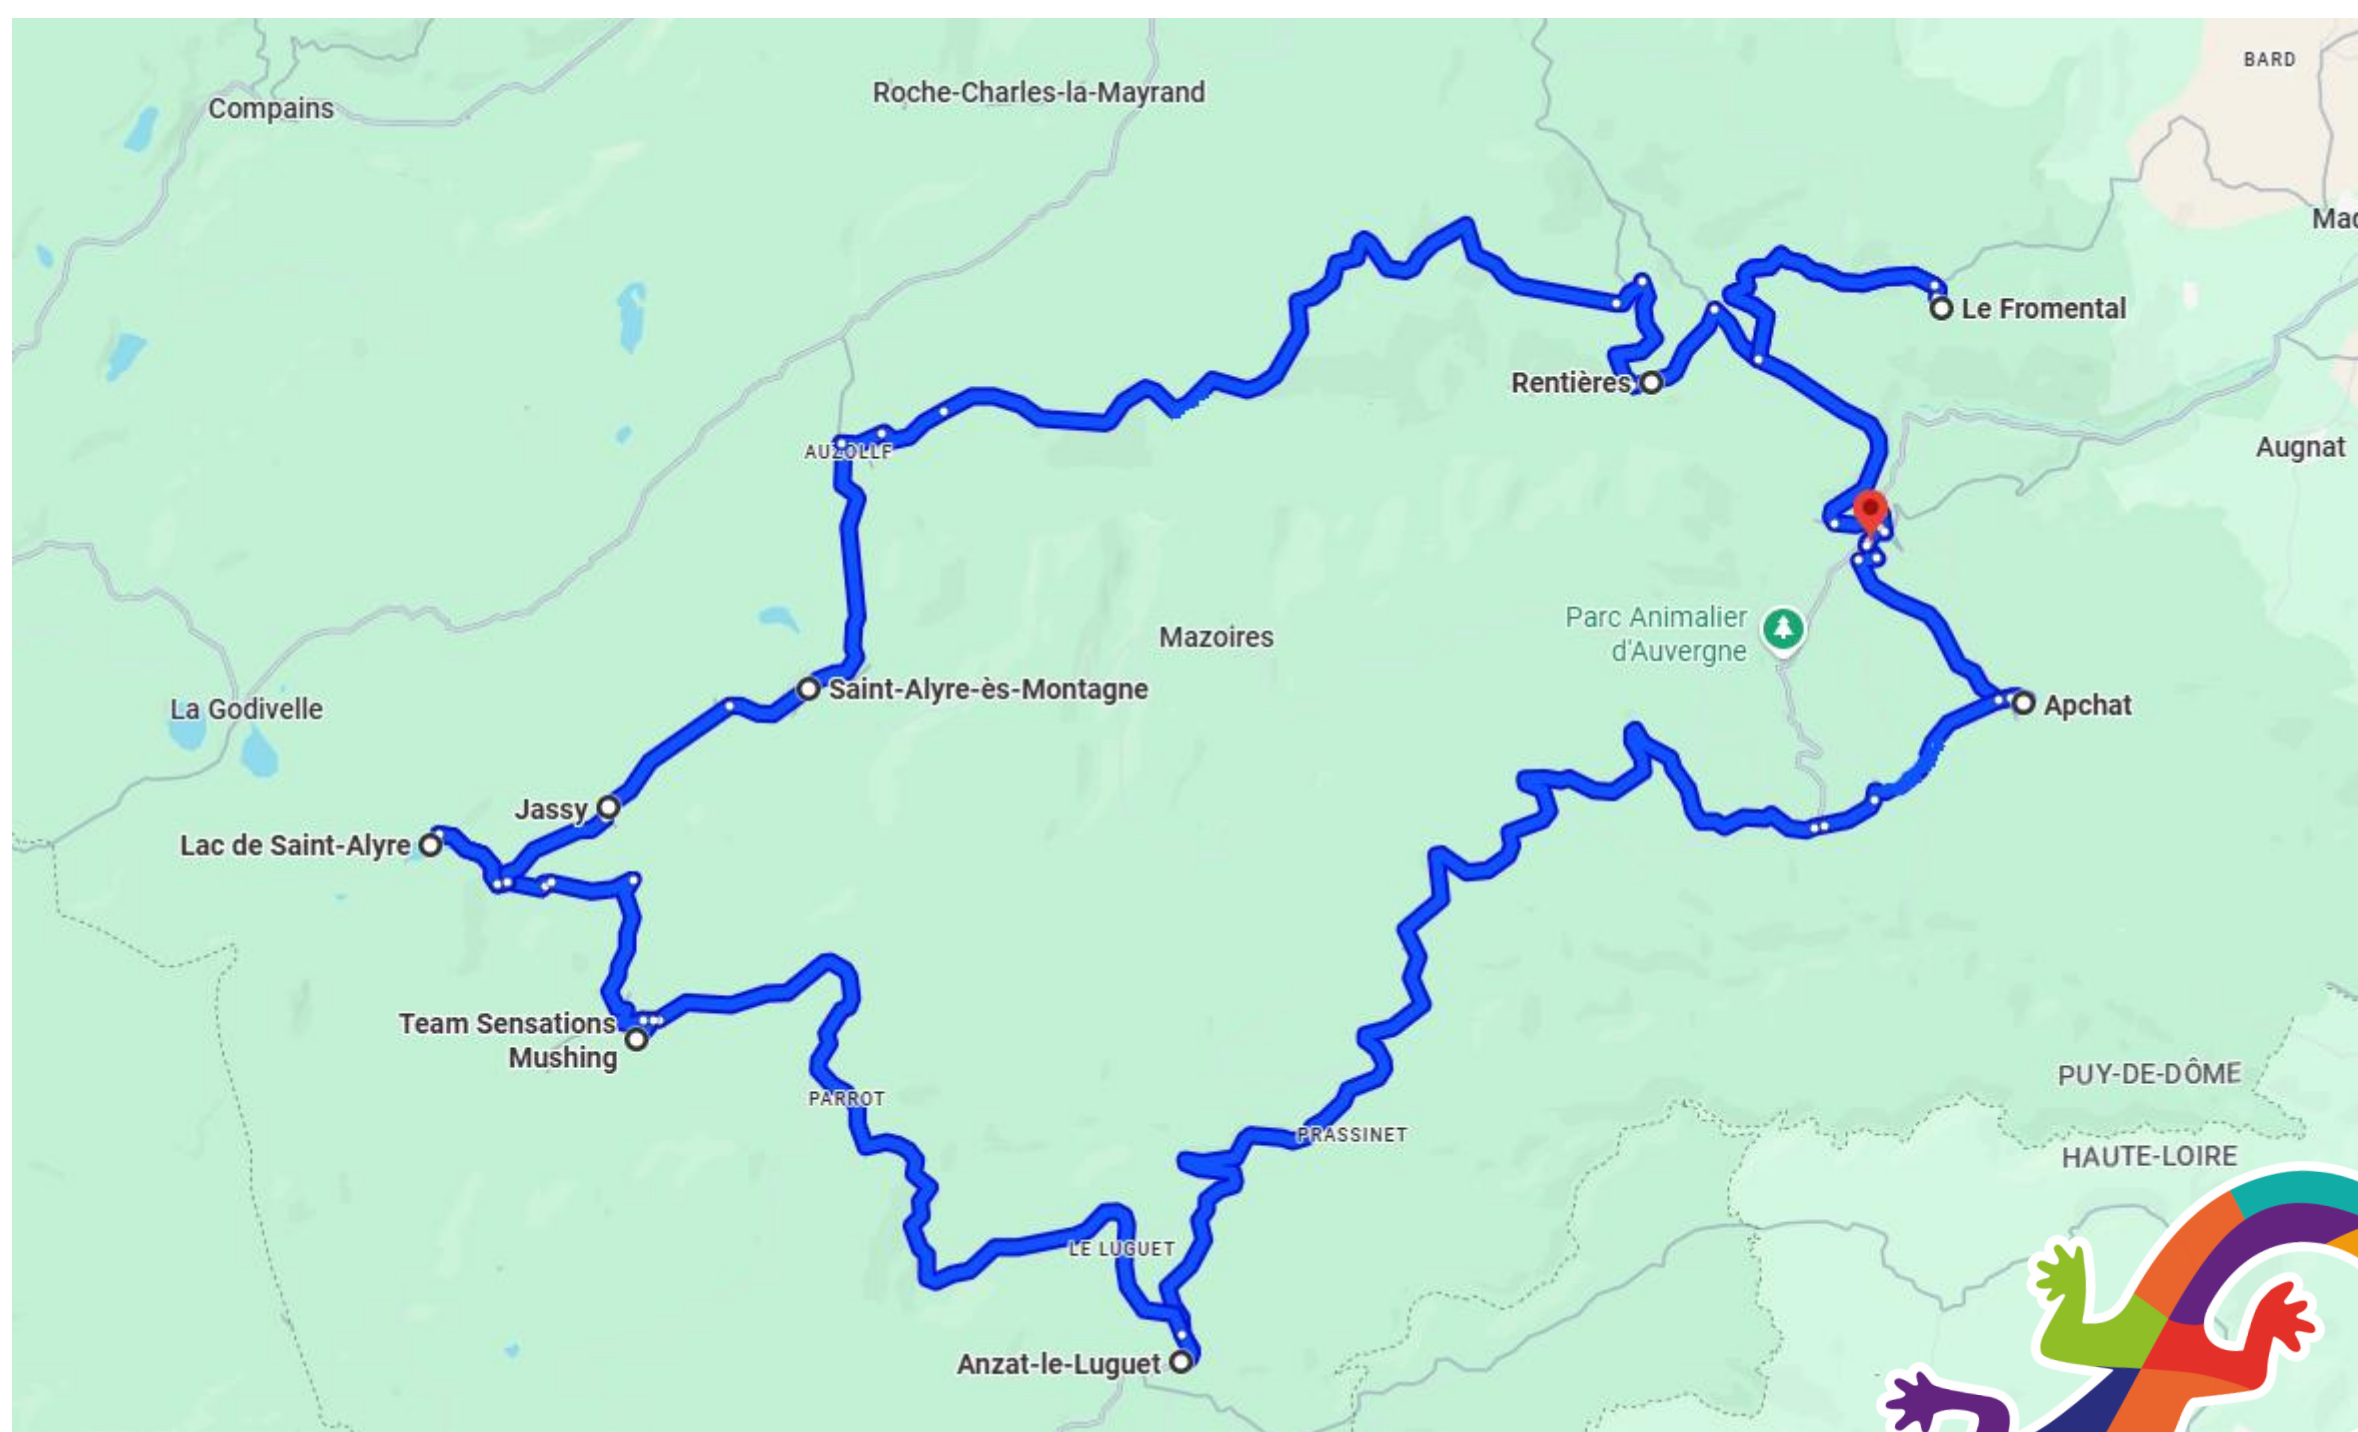 BARD
Compains
Roche-Charles-la-Mayrand
Mac
Le Fromental
Rentières
AUZOLLE
Augnat
Parc Animalier
d'Auvergne
Mazoires
Saint-Alyre-ès-Montagne
La Godivelle
Apchat
Jassy
Lac de Saint-Alyre
Team Sensations
Mushing
PUY-DE-DÔME
PARROT
PRASSINET
HAUTE-LOIRE
LE LUGUET
Anzat-le-Luguet